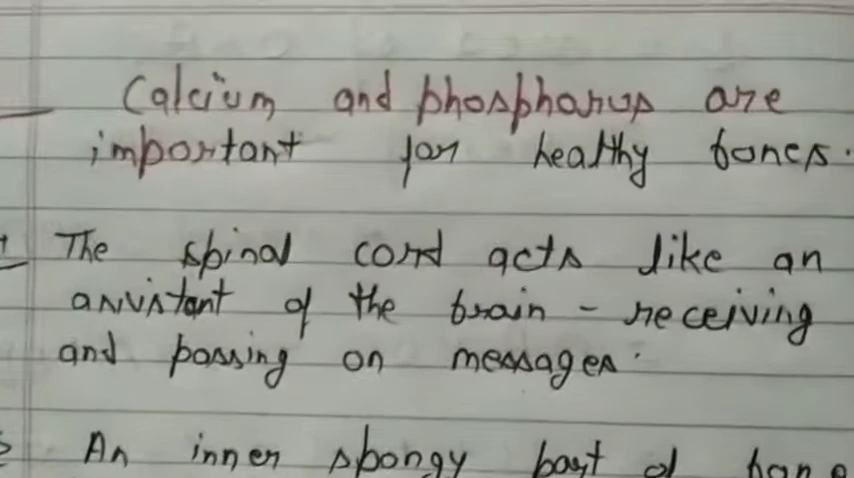 Calcium and phosphorus are
important for healthy bones.
The spinal cord acts like an
assistant of the brain - receiving
and passing on messages.
An inner spongy part of bone